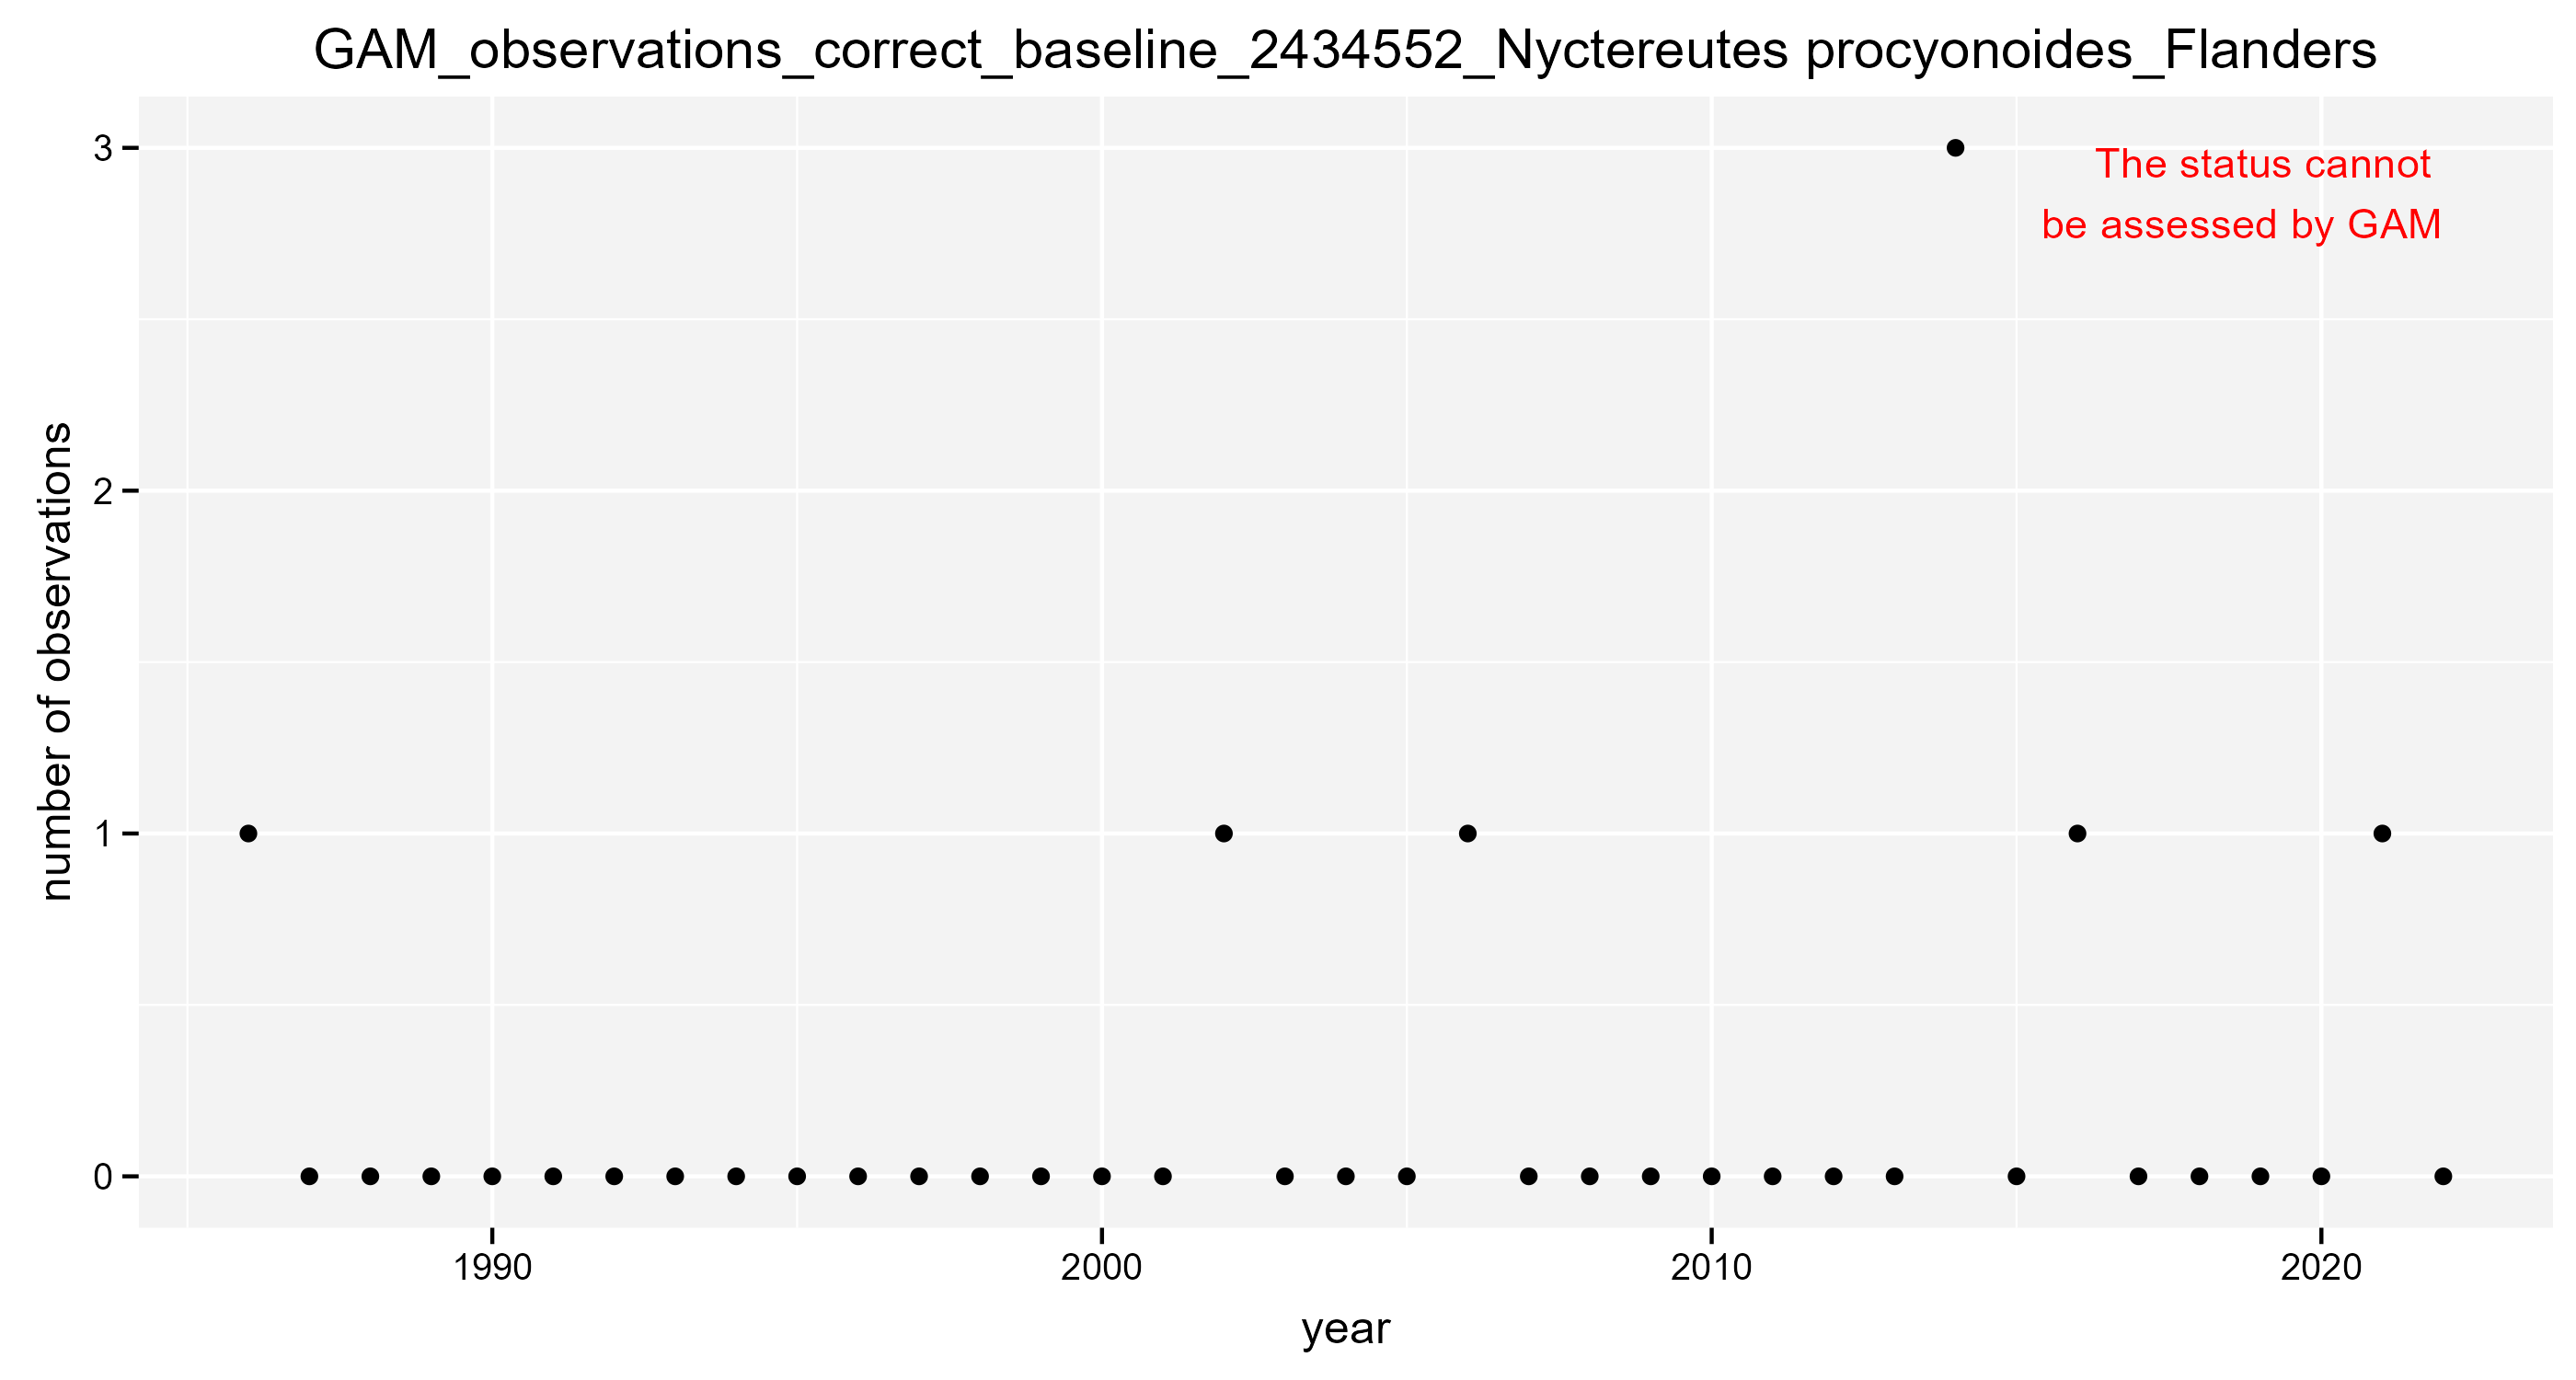 GAM_observations_correct_baseline_2434552_Nyctereutes procyonoides_Flanders
The status cannot
be assessed by GAM
number of observations
3
2
1
0
1990
2000
2010
2020
year